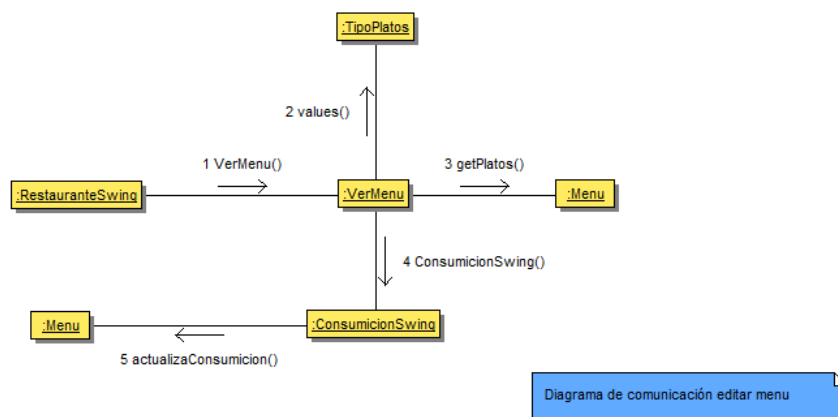 :TipoPlatos
2 values()
1 VerMenu()
3 getPlatos()
:RestauranteSwing
:VerMenu
:Menu
4 ConsumicionSwing()
:Menu
:ConsumicionSwing
5 actualizaConsumicion()
Diagrama de comunicación editar menu